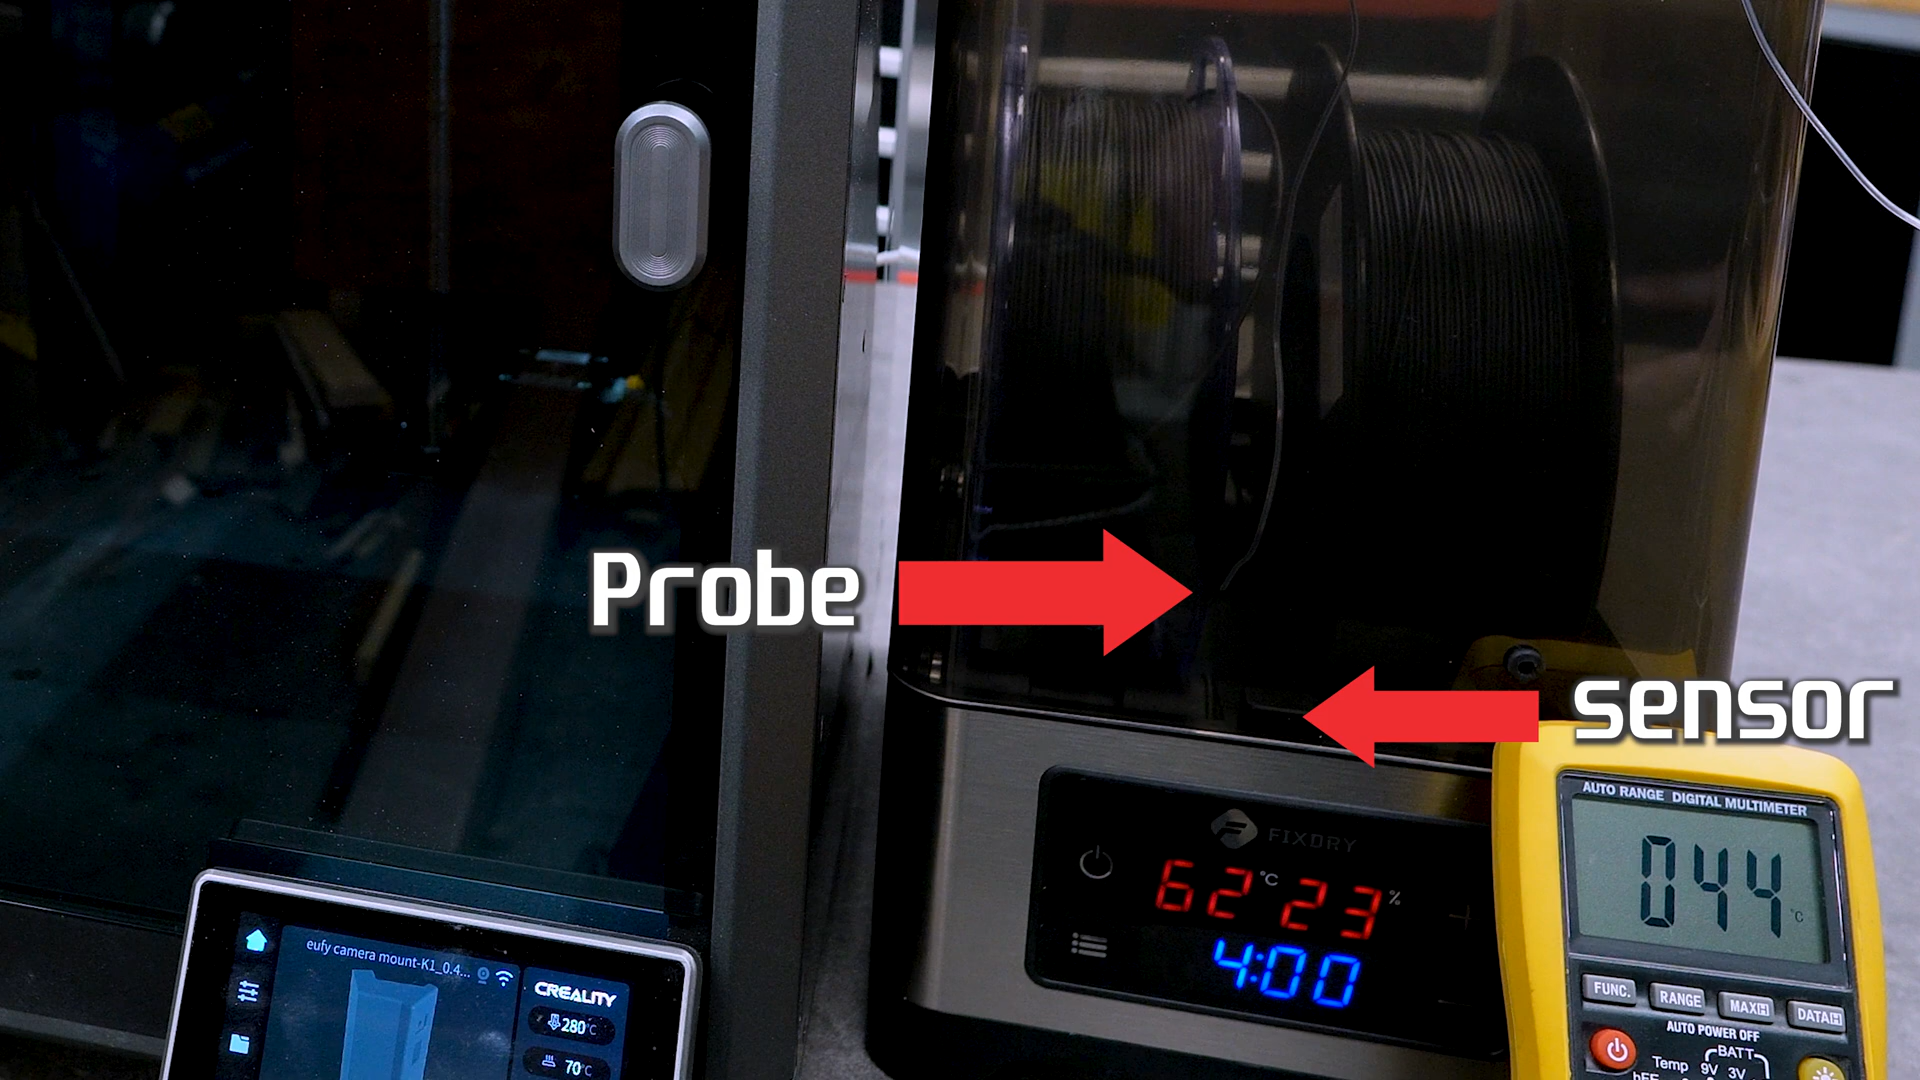 Probe
sensor
FIXDRY
62°C 23%
4:00
AUTO RANGE DIGITAL MULTIMETER
044 °C
FUNC.
RANGE
MAX H
DATA H
AUTO POWER OFF
BATT
Temp 9V 3V
hFE
eufy camera mount-K1_0.4...
CREALITY
280°C
70°C